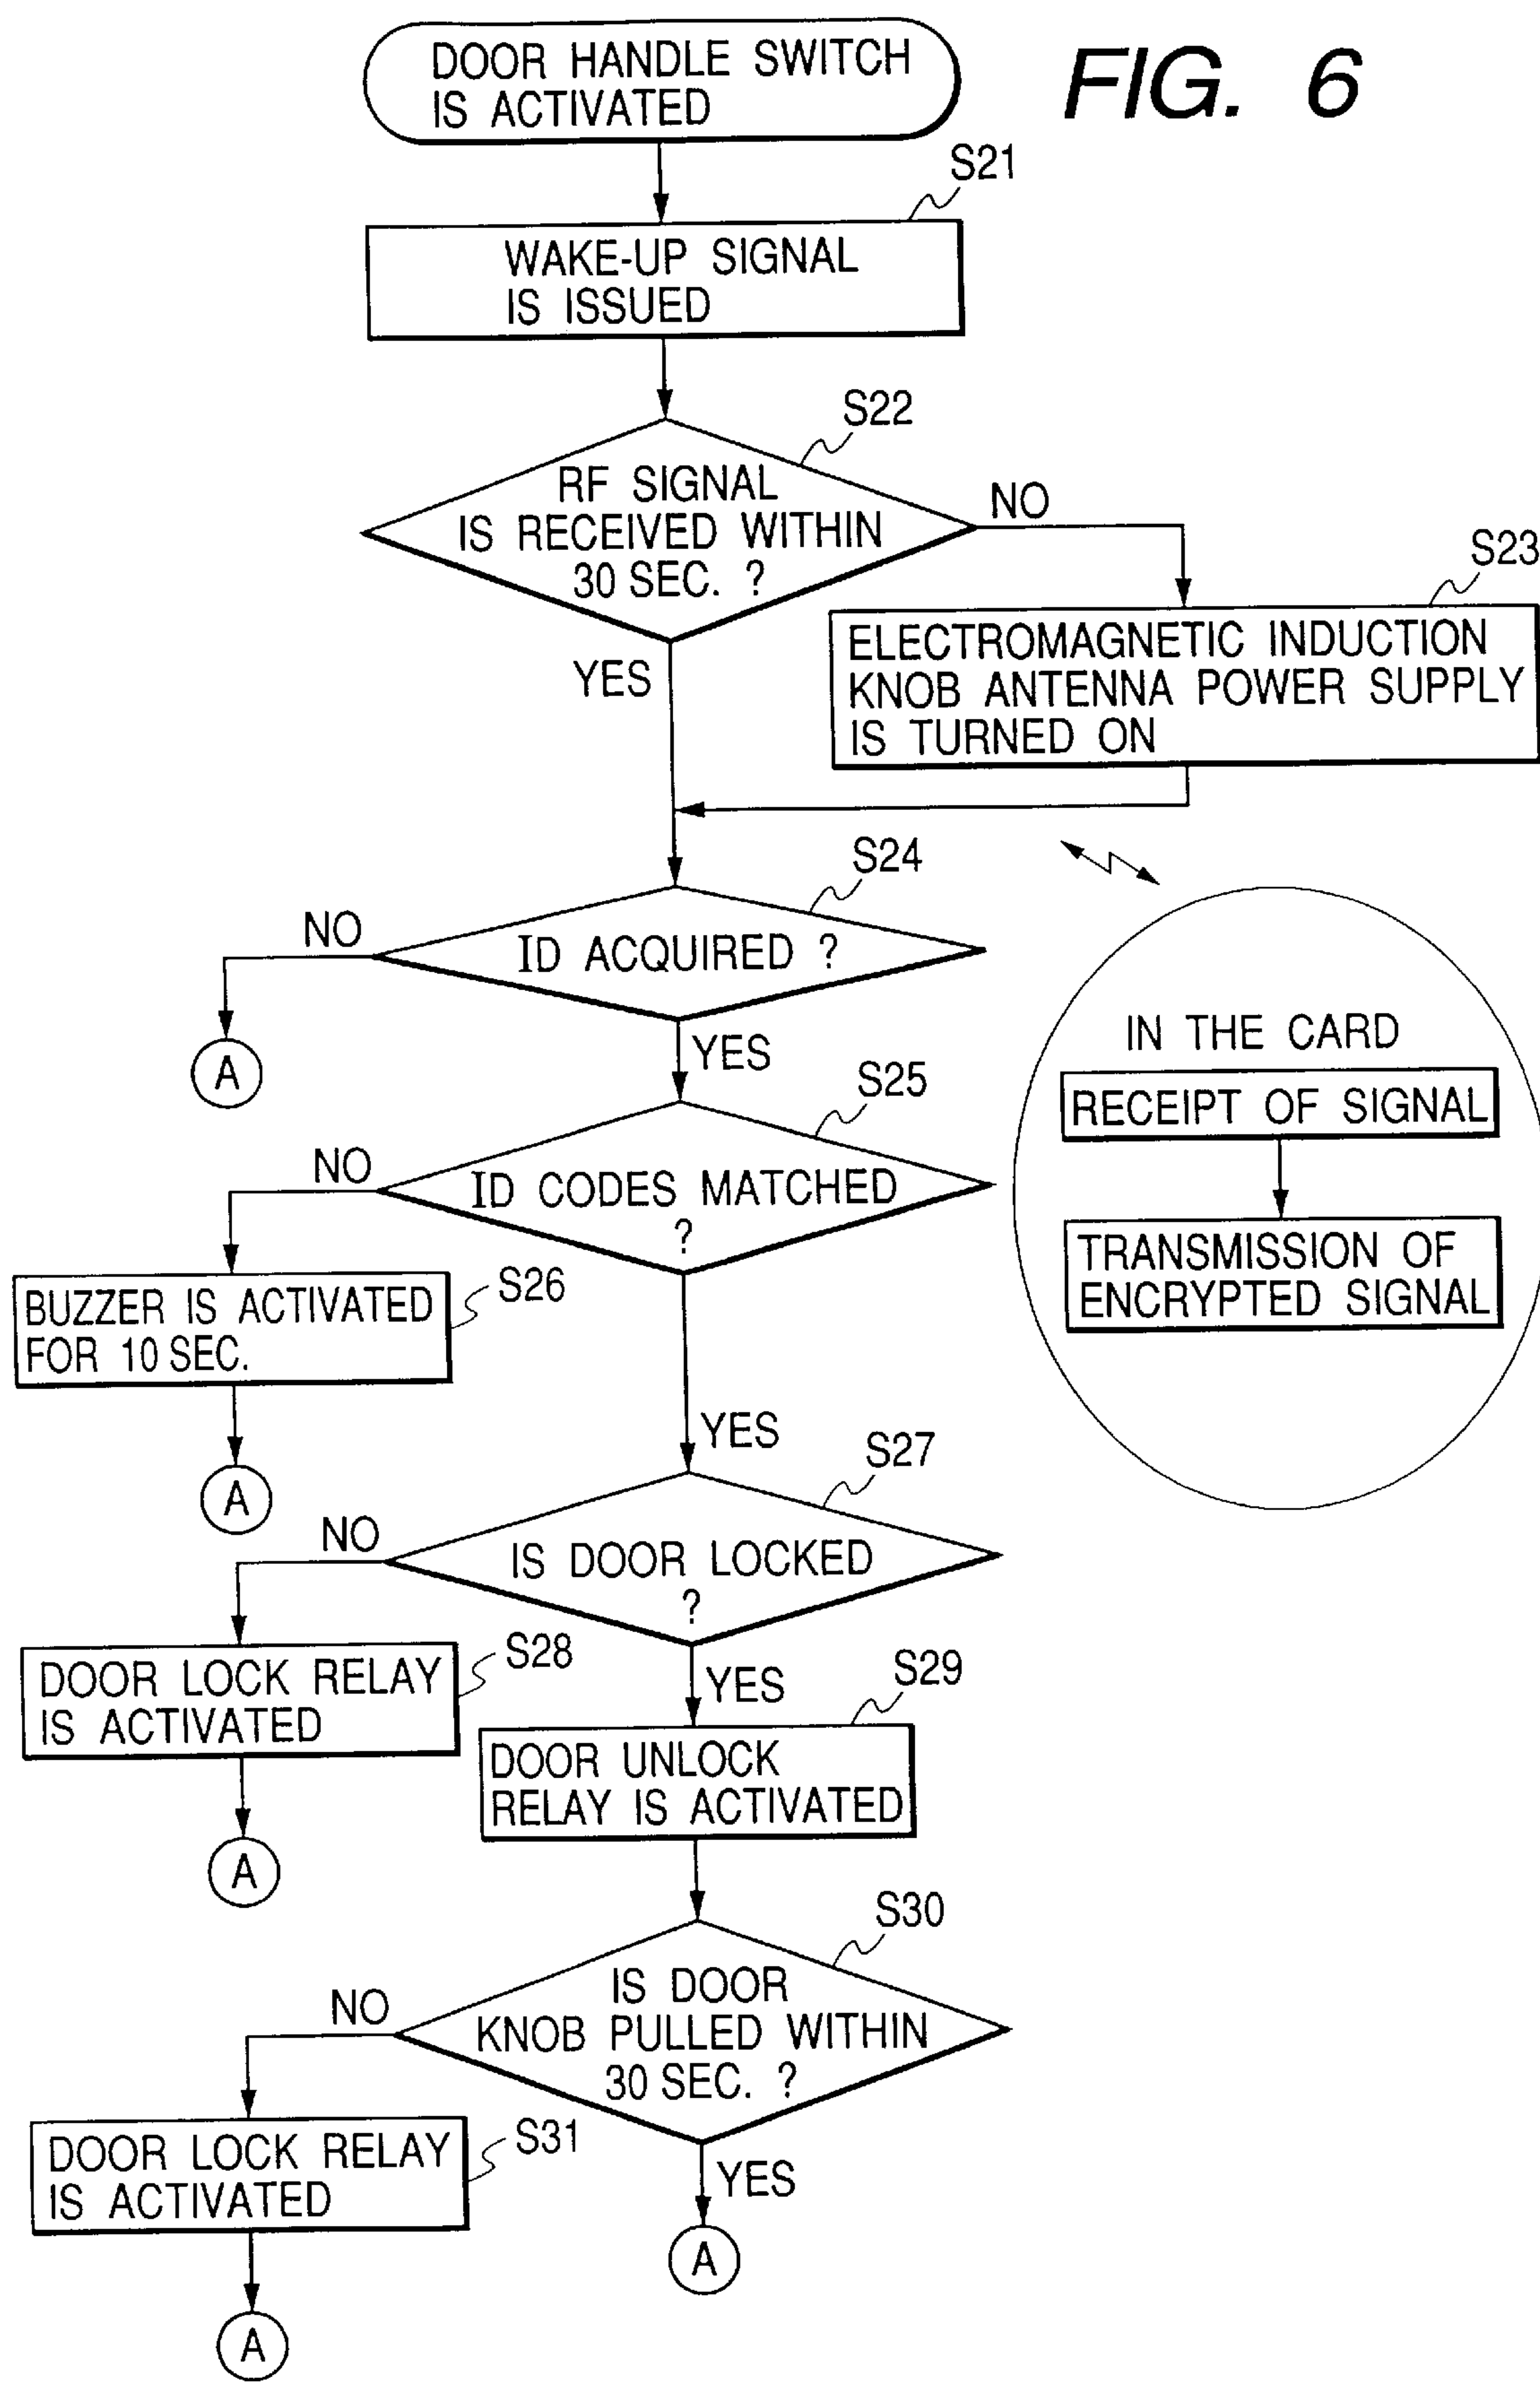 DOOR HANDLE SWITCH
IS ACTIVATED
FIG. 6
S21
WAKE-UP SIGNAL
IS ISSUED
S22
RF SIGNAL
IS RECEIVED WITHIN
30 SEC. ?
NO
YES
S23
ELECTROMAGNETIC INDUCTION
KNOB ANTENNA POWER SUPPLY
IS TURNED ON
S24
ID ACQUIRED ?
NO
A
YES
IN THE CARD
RECEIPT OF SIGNAL
TRANSMISSION OF
ENCRYPTED SIGNAL
S25
ID CODES MATCHED
?
NO
S26
BUZZER IS ACTIVATED
FOR 10 SEC.
A
YES
S27
IS DOOR LOCKED
?
NO
S28
DOOR LOCK RELAY
IS ACTIVATED
A
YES
S29
DOOR UNLOCK
RELAY IS ACTIVATED
S30
IS DOOR
KNOB PULLED WITHIN
30 SEC. ?
NO
S31
DOOR LOCK RELAY
IS ACTIVATED
A
YES
A